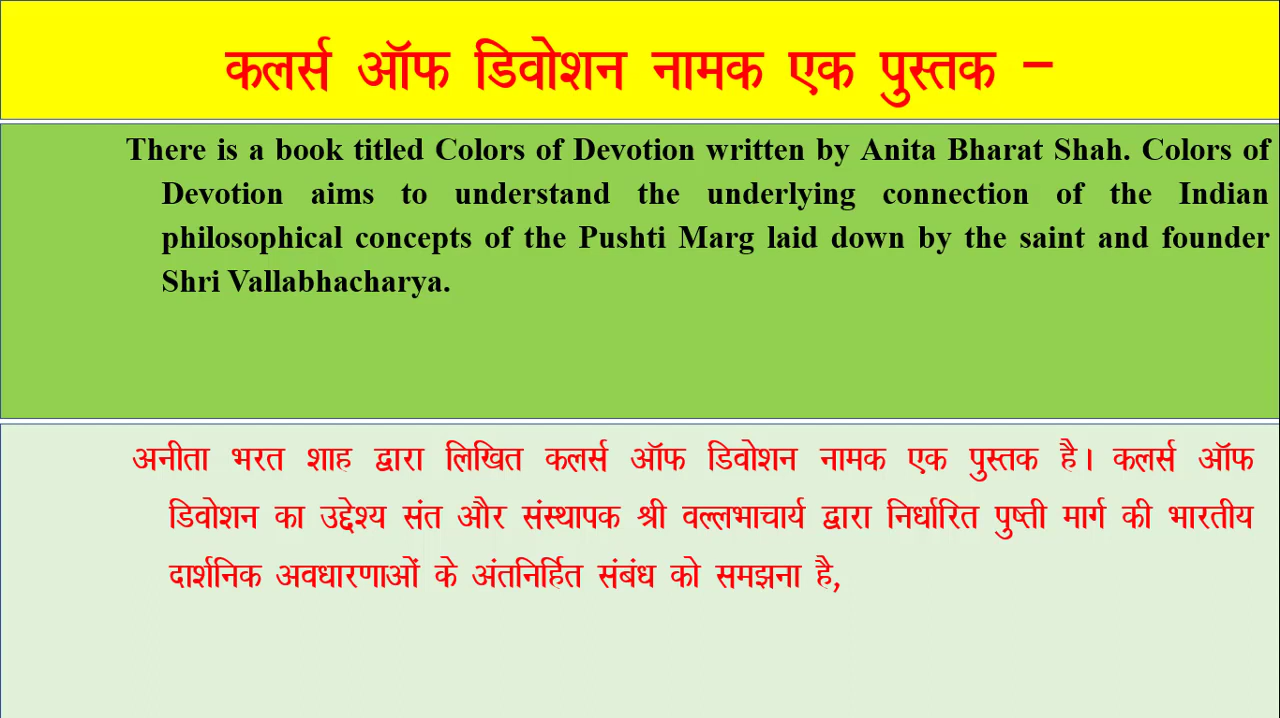 कलर्स ऑफ डिवोशन नामक एक पुस्तक –
There is a book titled Colors of Devotion written by Anita Bharat Shah. Colors of
Devotion aims to understand the underlying connection of the Indian
philosophical concepts of the Pushti Marg laid down by the saint and founder
Shri Vallabhacharya.
अनीता भरत शाह द्वारा लिखित कलर्स ऑफ डिवोशन नामक एक पुस्तक है। कलर्स ऑफ
डिवोशन का उद्देश्य संत और संस्थापक श्री वल्लभाचार्य द्वारा निर्धारित पुष्ती मार्ग की भारतीय
दार्शनिक अवधारणाओं के अंतनिर्हित संबंध को समझना है,